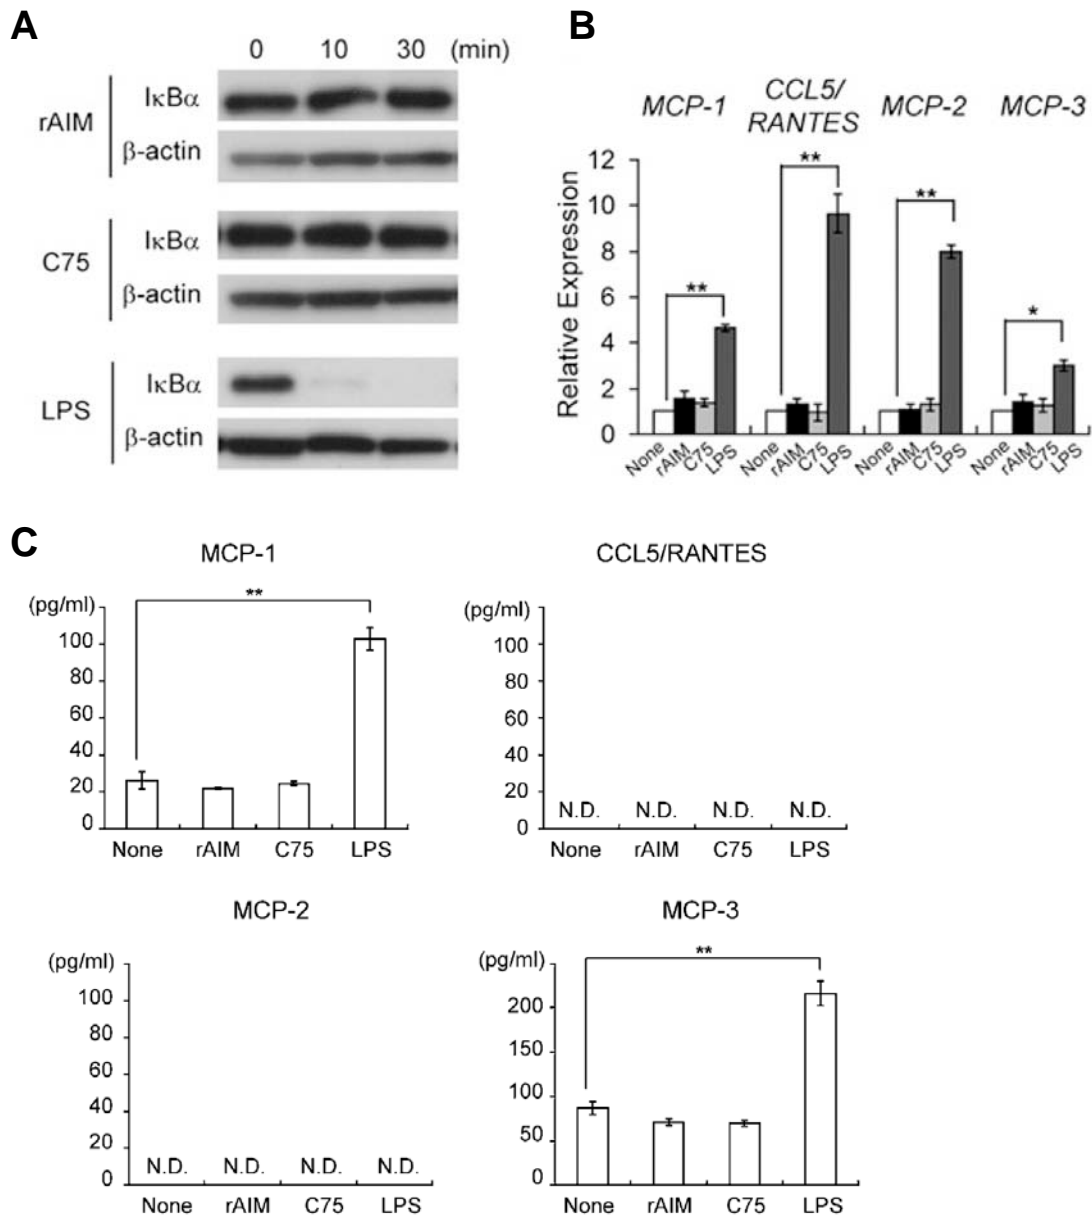 A
0 10 30 (min)
rAIM
IκBα
β-actin
C75
IκBα
β-actin
LPS
IκBα
β-actin
B
MCP-1 CCL5/ RANTES MCP-2 MCP-3
Relative Expression
12
10
8
6
4
2
0
** ** ** *
None rAIM C75 LPS None rAIM C75 LPS None rAIM C75 LPS None rAIM C75 LPS
C
MCP-1
(pg/ml)
**
100
80
60
40
20
0
None rAIM C75 LPS
CCL5/RANTES
(pg/ml)
100
80
60
40
20
0
N.D. N.D. N.D. N.D.
None rAIM C75 LPS
MCP-2
(pg/ml)
100
80
60
40
20
0
N.D. N.D. N.D. N.D.
None rAIM C75 LPS
MCP-3
(pg/ml)
**
200
150
100
50
0
None rAIM C75 LPS